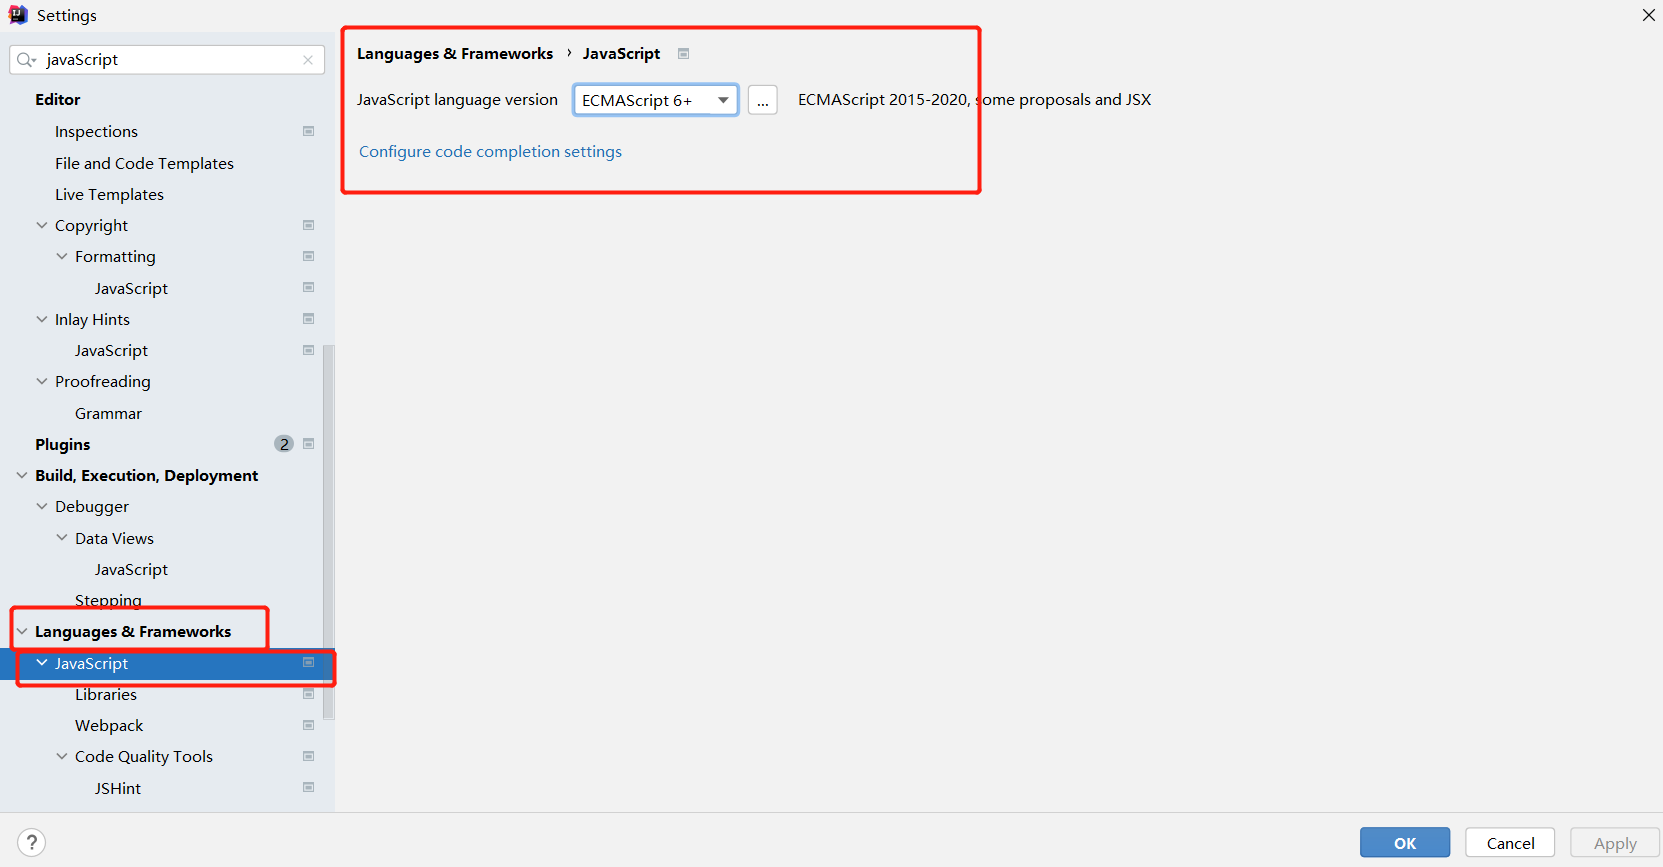 Settings
javaScript
Editor
Inspections
File and Code Templates
Live Templates
Copyright
Formatting
JavaScript
Inlay Hints
JavaScript
Proofreading
Grammar
Plugins 2
Build, Execution, Deployment
Debugger
Data Views
JavaScript
Stepping
Languages & Frameworks
JavaScript
Libraries
Webpack
Code Quality Tools
JSHint
Languages & Frameworks › JavaScript
JavaScript language version ECMAScript 6+ ... ECMAScript 2015-2020, some proposals and JSX
Configure code completion settings
? OK Cancel Apply